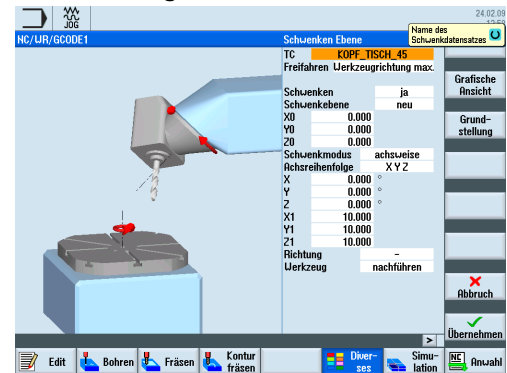 JOG
24.02.09
NC/WR/GCODE1
Schwenken Ebene
Name des
Schwenkdatensatzes
TC KOPF_TISCH_45
Freifahren Werkzeugrichtung max.
Schwenken ja
Schwenkebene neu
X0 0.000
Y0 0.000
Z0 0.000
Schwenkmodus achsweise
Achsreihenfolge X Y Z
X 0.000 °
Y 0.000 °
Z 0.000 °
X1 10.000
Y1 10.000
Z1 10.000
Richtung -
Werkzeug nachführen
Grafische
Ansicht
Grund-
stellung
Abbruch
Übernehmen
>
Edit
Bohren
Fräsen
Kontur
fräsen
Diver-
ses
Simu-
lation
NC Anwahl